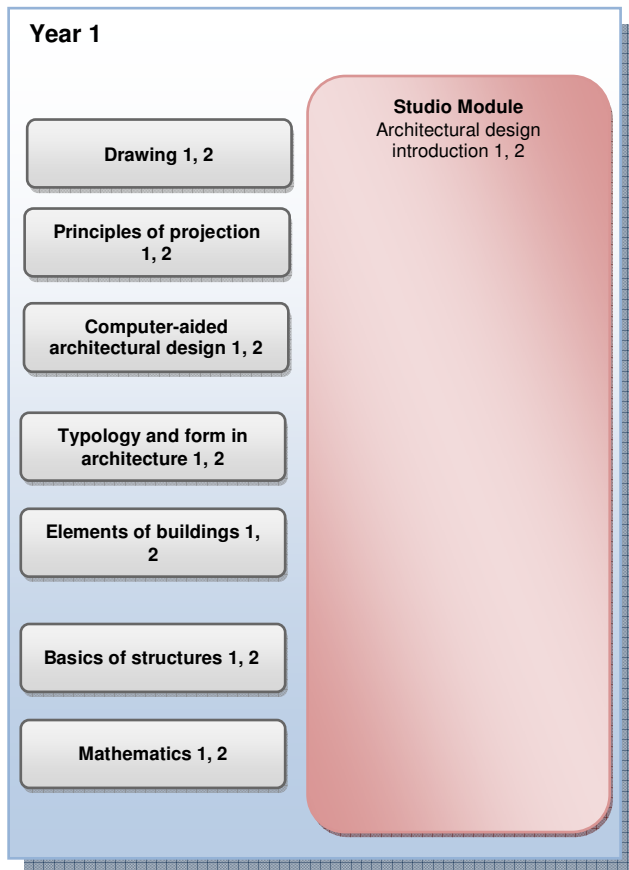 Year 1
Studio Module
Architectural design
introduction 1, 2
Drawing 1, 2
Principles of projection
1, 2
Computer-aided
architectural design 1, 2
Typology and form in
architecture 1, 2
Elements of buildings 1,
2
Basics of structures 1, 2
Mathematics 1, 2